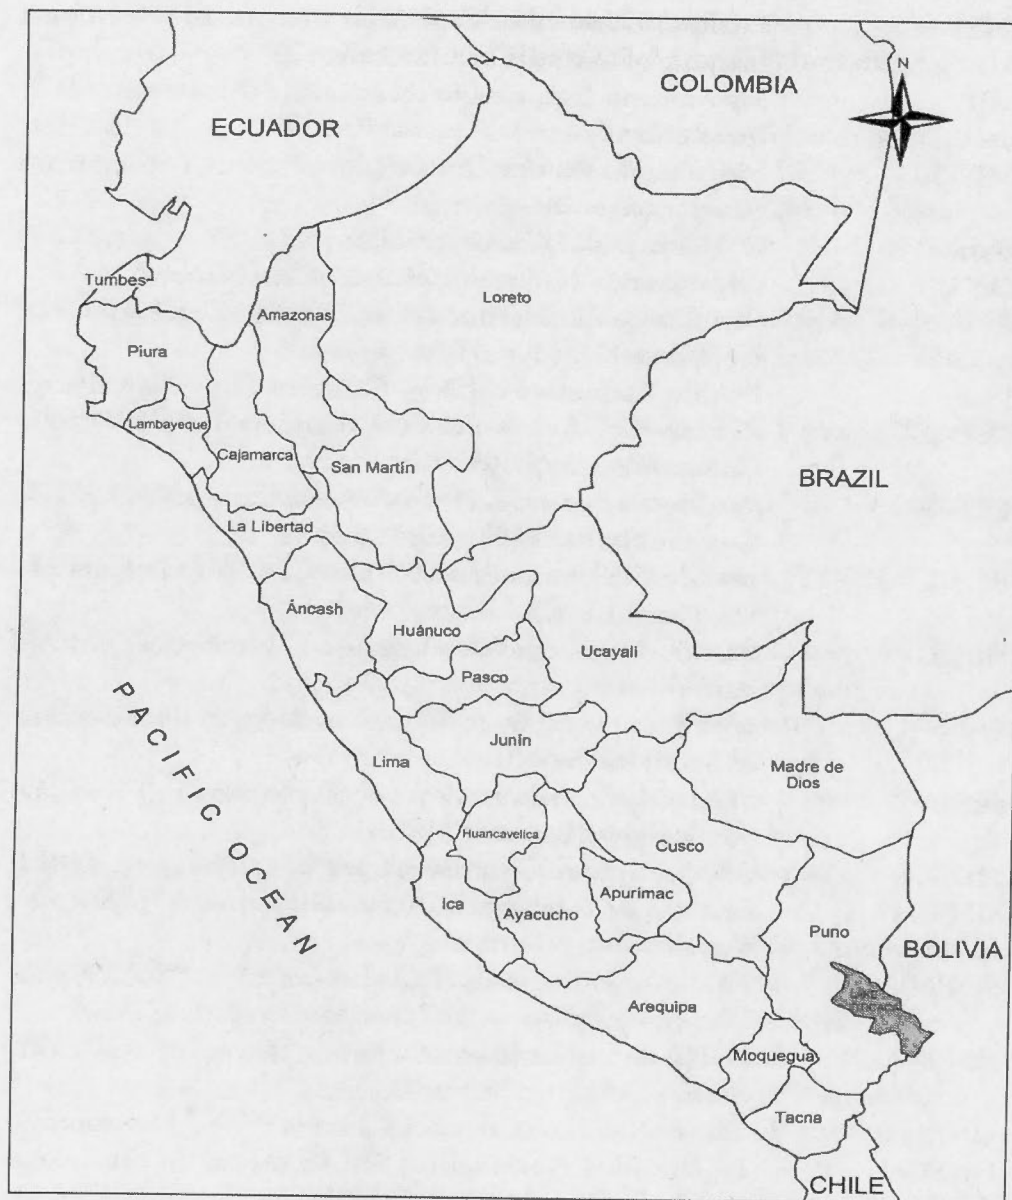 N
COLOMBIA
ECUADOR
Tumbes
Loreto
Amazonas
Piura
Lambayeque
Cajamarca
San Martín
BRAZIL
La Libertad
Áncash
Huánuco
Ucayali
Pasco
PACIFIC OCEAN
Junín
Lima
Madre de
Dios
Huancavelica
Cusco
Apurimac
Ica
Ayacucho
Puno
BOLIVIA
Arequipa
Moquegua
Tacna
CHILE